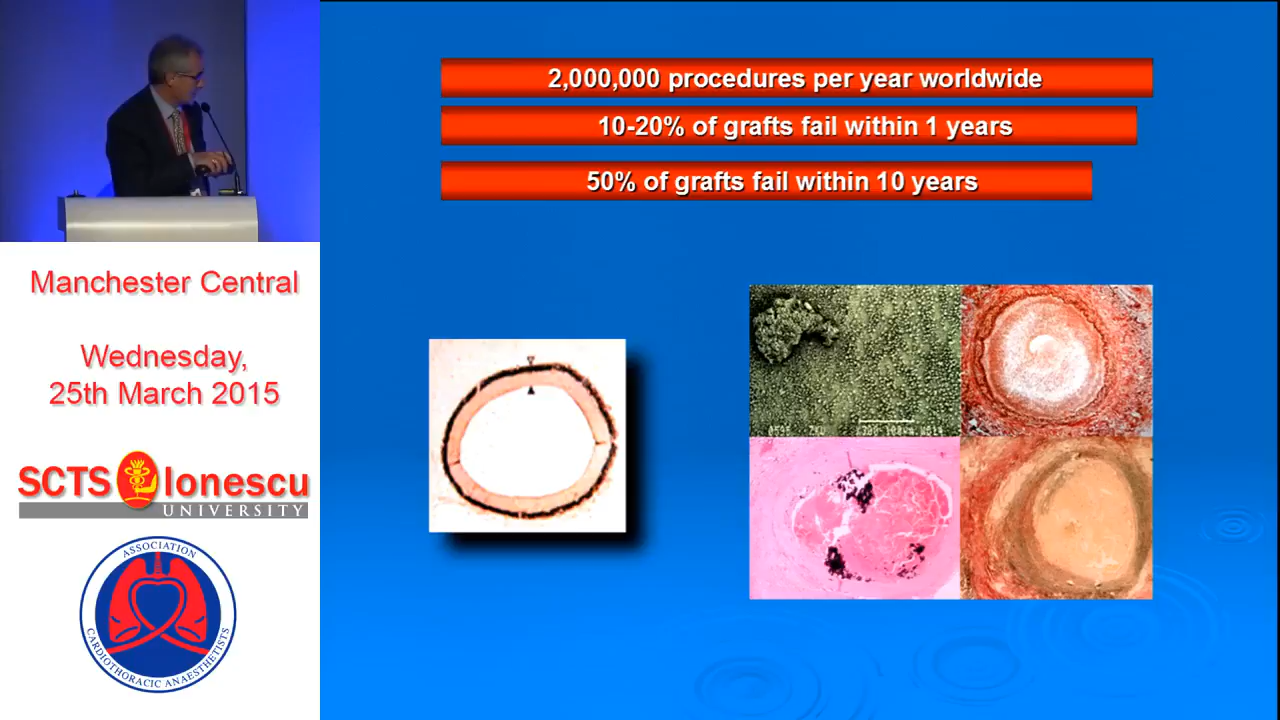 2,000,000 procedures per year worldwide
10-20% of grafts fail within 1 years
50% of grafts fail within 10 years
Manchester Central
Wednesday,
25th March 2015
SCTS Ionescu
UNIVERSITY
ASSOCIATION
CARDIOTHORACIC ANAESTHETISTS